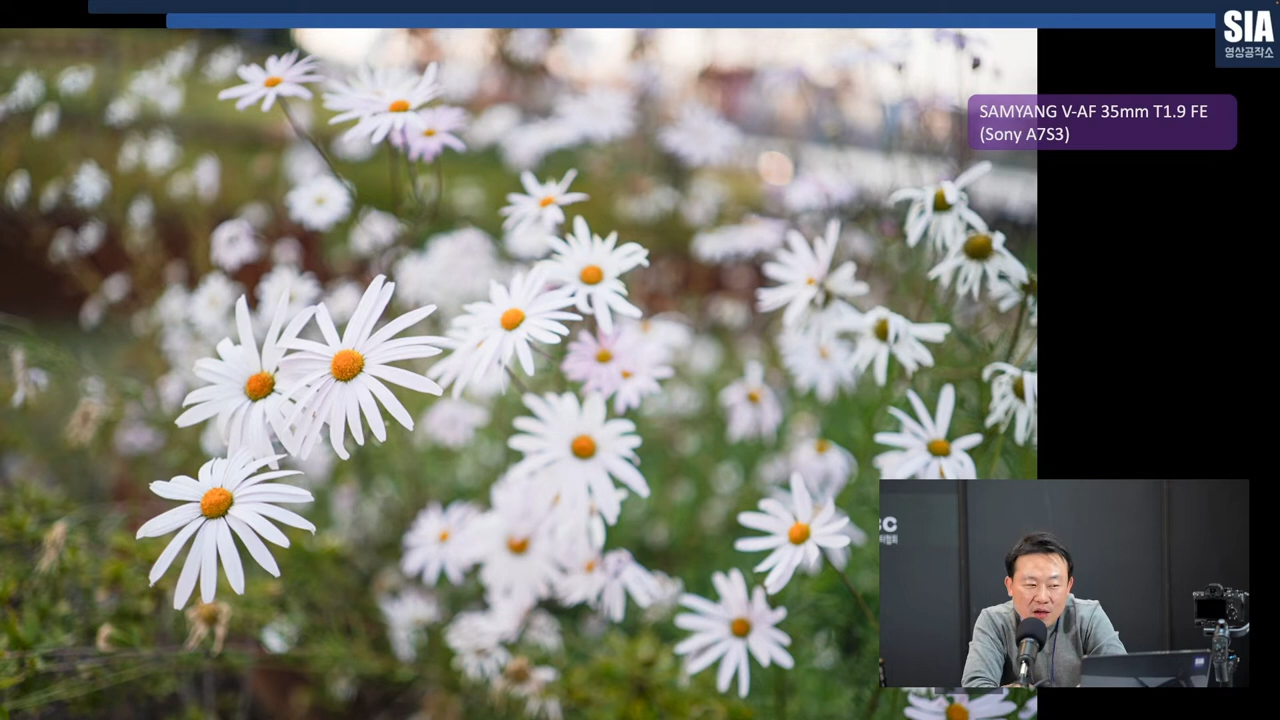 SIA
영상공작소
SAMYANG V-AF 35mm T1.9 FE
(Sony A7S3)